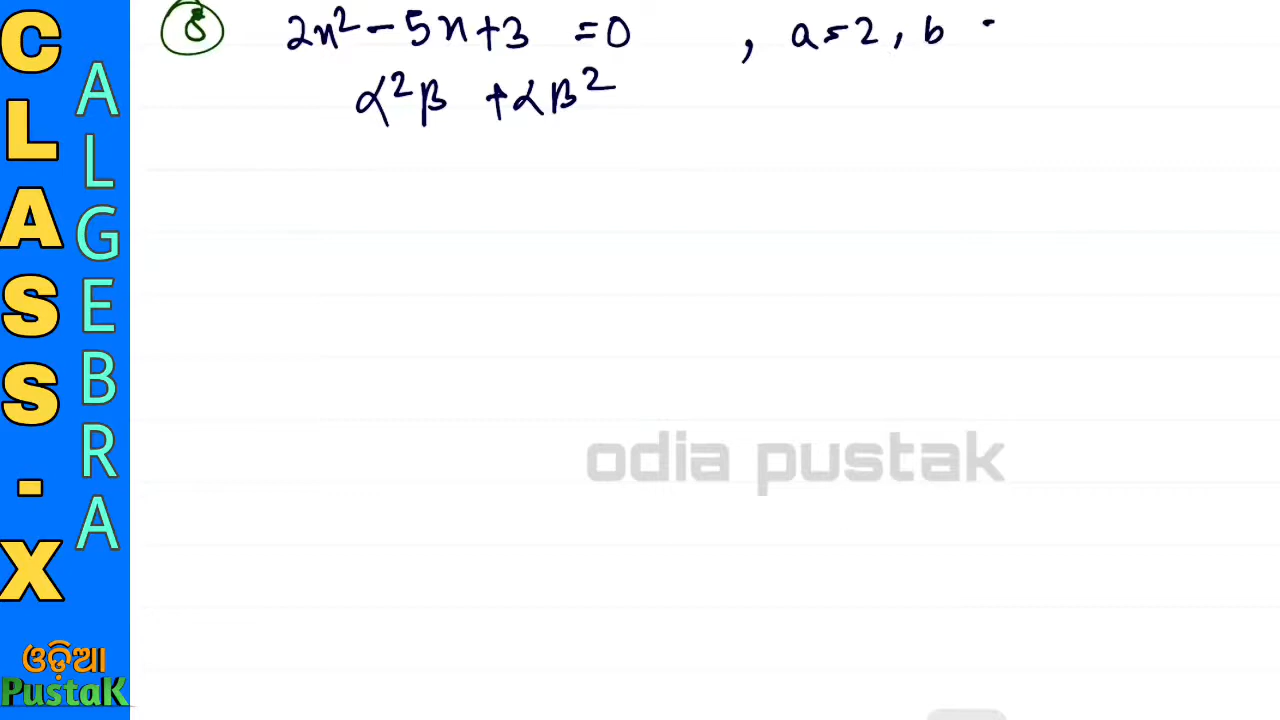 CLASS-X
ALGEBRA
ଓଡ଼ିଆ
PustaK
8 2x² - 5x + 3 = 0 , a = 2, b -
α²β + αβ²
odia pustak